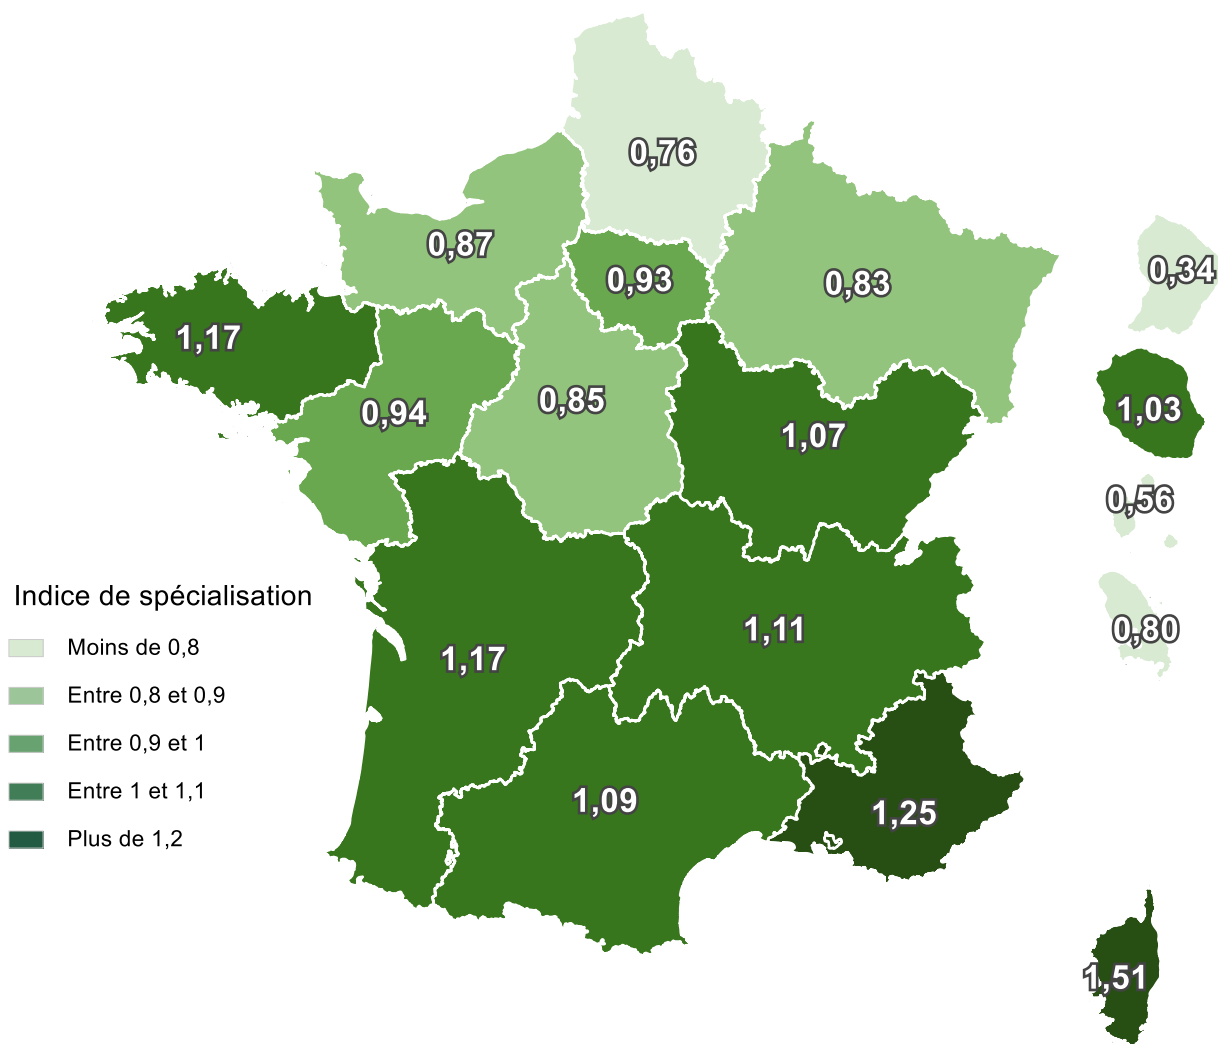 0,76
0,87
0,93
0,83
0,34
1,17
0,94
0,85
1,07
1,03
0,56
Indice de spécialisation
Moins de 0,8
Entre 0,8 et 0,9
Entre 0,9 et 1
Entre 1 et 1,1
Plus de 1,2
1,17
1,11
0,80
1,09
1,25
1,51